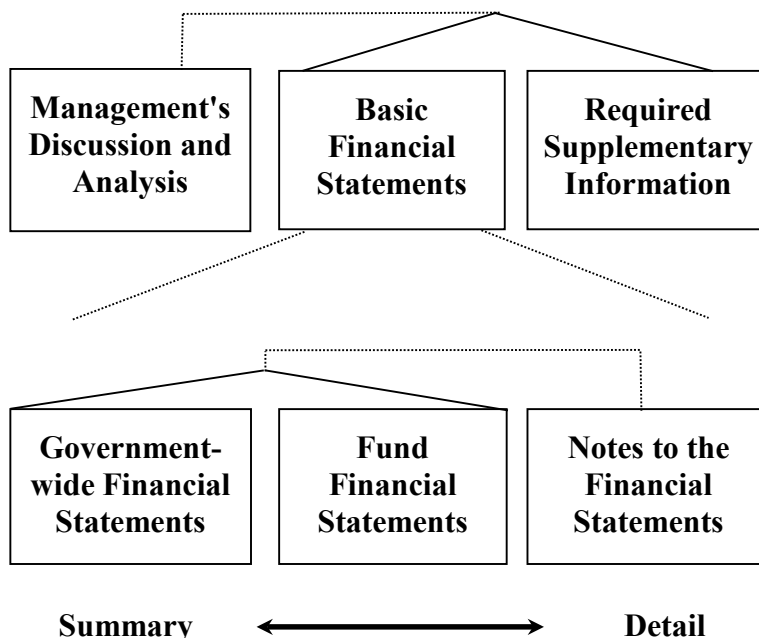 Management's
Discussion and
Analysis
Basic
Financial
Statements
Required
Supplementary
Information
Government-
wide Financial
Statements
Fund
Financial
Statements
Notes to the
Financial
Statements
Summary
Detail